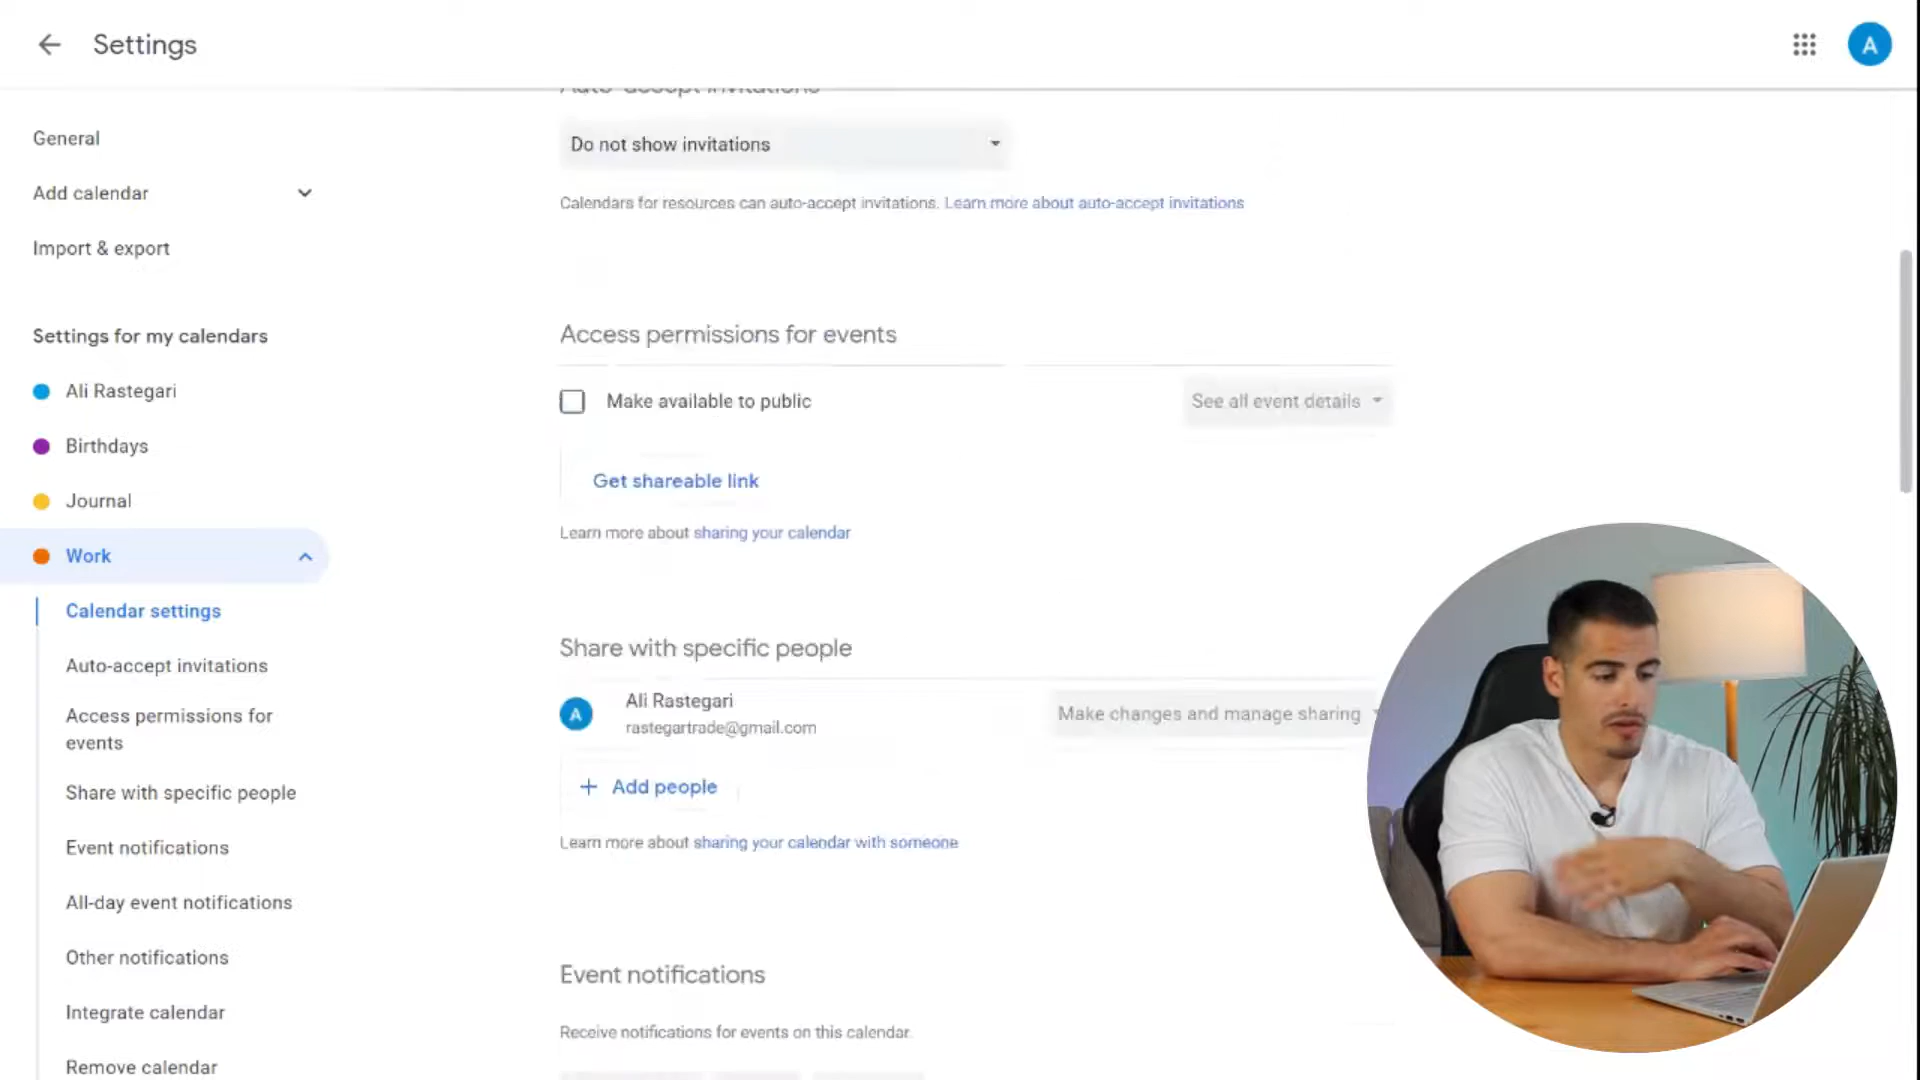 Settings
A
General
Add calendar
Import & export
Settings for my calendars
Ali Rastegari
Birthdays
Journal
Work
Calendar settings
Auto-accept invitations
Access permissions for
events
Share with specific people
Event notifications
All-day event notifications
Other notifications
Integrate calendar
Remove calendar
Auto-accept invitations
Do not show invitations
Calendars for resources can auto-accept invitations. Learn more about auto-accept invitations
Access permissions for events
Make available to public
See all event details
Get shareable link
Learn more about sharing your calendar
Share with specific people
A
Ali Rastegari
rastegartrade@gmail.com
Make changes and manage sharing
+ Add people
Learn more about sharing your calendar with someone
Event notifications
Receive notifications for events on this calendar.